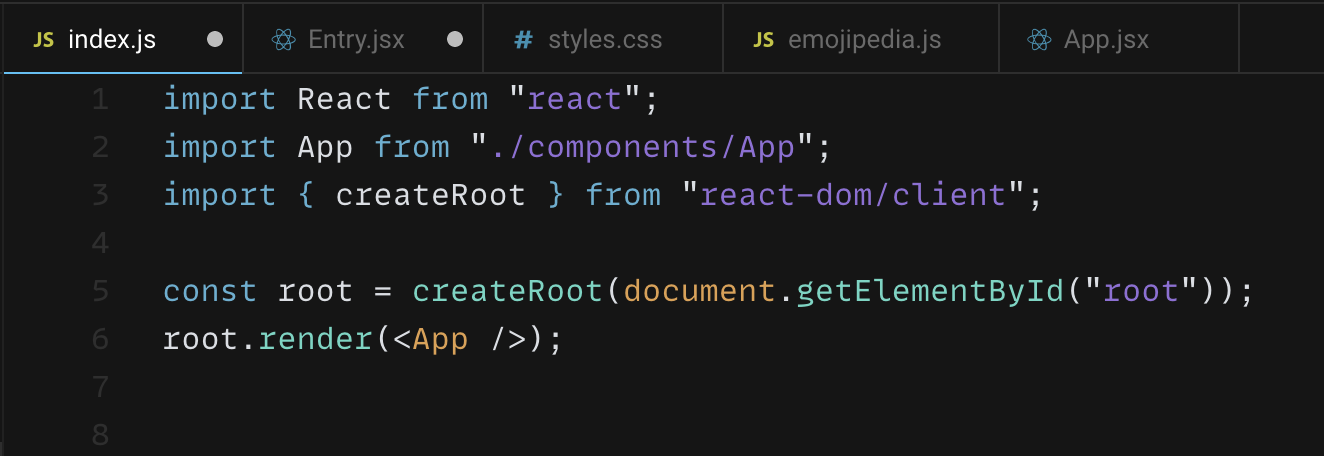 JS index.js Entry.jsx # styles.css JS emojipedia.js App.jsx
1 import React from "react";
2 import App from "./components/App";
3 import { createRoot } from "react-dom/client";
4
5 const root = createRoot(document.getElementById("root"));
6 root.render(<App />);
7
8